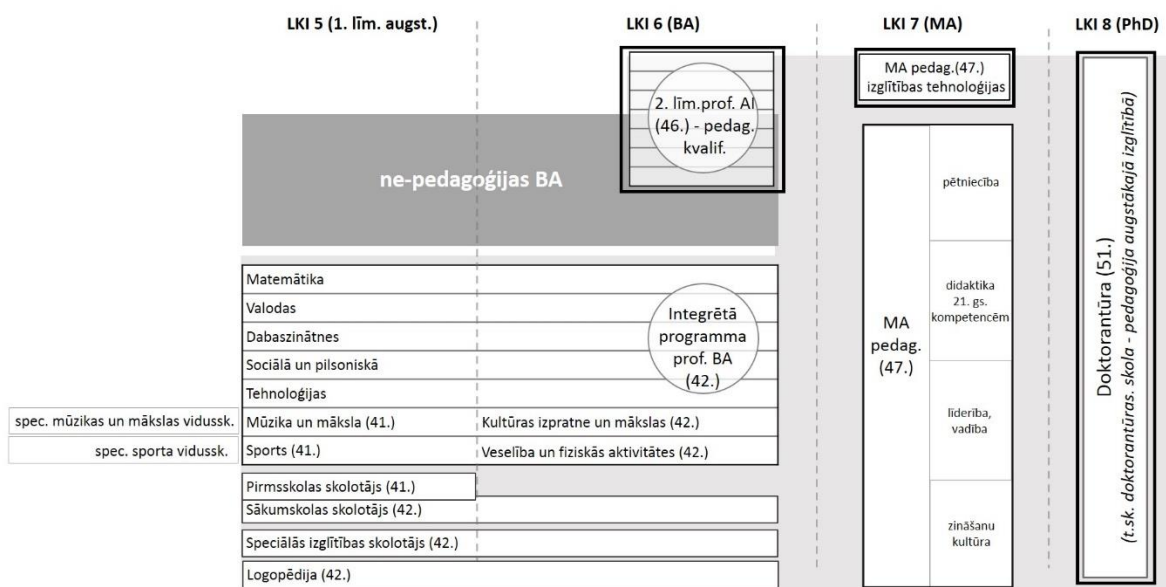 LKI 5 (1. līm. augst.)
LKI 6 (BA)
LKI 7 (MA)
LKI 8 (PhD)
2. līm.prof. AI
(46.) - pedag.
kvalif.
ne-pedagoģijas BA
Matemātika
Valodas
Dabaszinātnes
Sociālā un pilsoniskā
Tehnoloģijas
Integrētā
programma
prof. BA
(42.)
spec. mūzikas un mākslas vidussk.
Mūzika un māksla (41.)
Kultūras izpratne un mākslas (42.)
spec. sporta vidussk.
Sports (41.)
Veselība un fiziskās aktivitātes (42.)
Pirmsskolas skolotājs (41.)
Sākumskolas skolotājs (42.)
Speciālās izglītības skolotājs (42.)
Logopēdija (42.)
MA pedag.(47.)
izglītības tehnoloģijas
MA
pedag.
(47.)
pētniecība
didaktika
21. gs.
kompetencēm
līderība,
vadība
zināšanu
kultūra
Doktorantūra (51.)
(t.sk. doktorantūras. skola - pedagoģija augstākajā izglītībā)